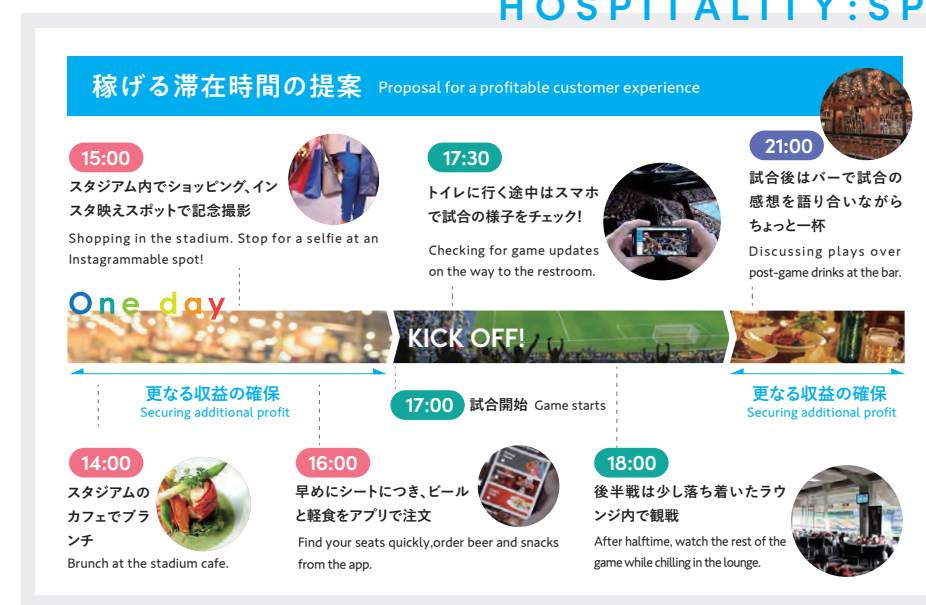 HOSPITALITY:SP
稼げる滞在時間の提案 Proposal for a profitable customer experience
BAR
15:00
スタジアム内でショッピング、イン
スタ映えスポットで記念撮影
Shopping in the stadium. Stop for a selfie at an
Instagrammable spot!
17:30
トイレに行く途中はスマホ
で試合の様子をチェック!
Checking for game updates
on the way to the restroom.
21:00
試合後はバーで試合の
感想を語り合いながら
ちょっと一杯
Discussing plays over
post-game drinks at the bar.
One day
KICK OFF!
更なる収益の確保
Securing additional profit
17:00 試合開始 Game starts
更なる収益の確保
Securing additional profit
14:00
スタジアムの
カフェでブラ
ンチ
Brunch at the stadium cafe.
16:00
早めにシートにつき、ビール
と軽食をアプリで注文
Find your seats quickly,order beer and snacks
from the app.
18:00
後半戦は少し落ち着いたラウ
ンジ内で観戦
After halftime, watch the rest of the
game while chilling in the lounge.